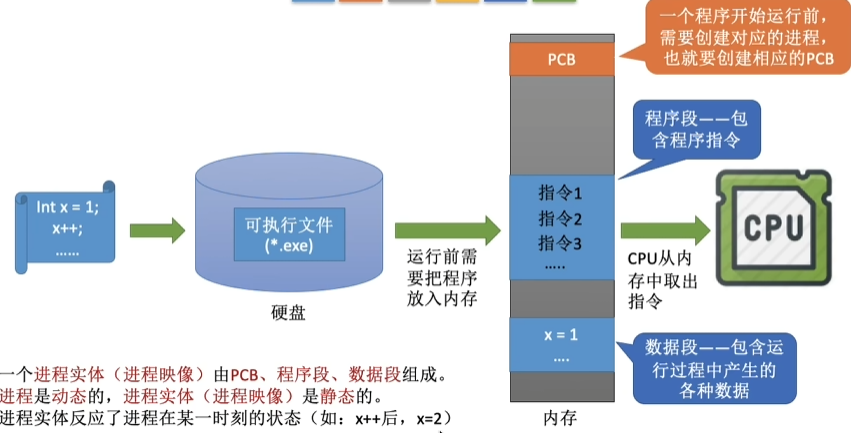 一个程序开始运行前，
需要创建对应的进程，
也就要创建相应的PCB
PCB
程序段——包
含程序指令
Int x = 1;
x++;
……
可执行文件
(*.exe)
硬盘
运行前需
要把程序
放入内存
指令1
指令2
指令3
…..
CPU从内
存中取出
指令
CPU
x = 1
….
数据段——包含运
行过程中产生的
各种数据
内存
一个进程实体（进程映像）由PCB、程序段、数据段组成。
进程是动态的，进程实体（进程映像）是静态的。
进程实体反应了进程在某一时刻的状态（如：x++后，x=2）